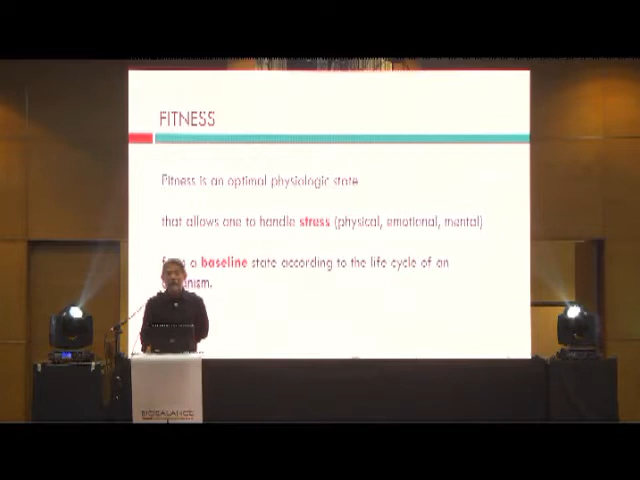 FITNESS
Fitness is an optimal physiologic state
that allows one to handle stress (physical, emotional, mental)
a baseline state according to the life cycle of an
BIOBALANCE